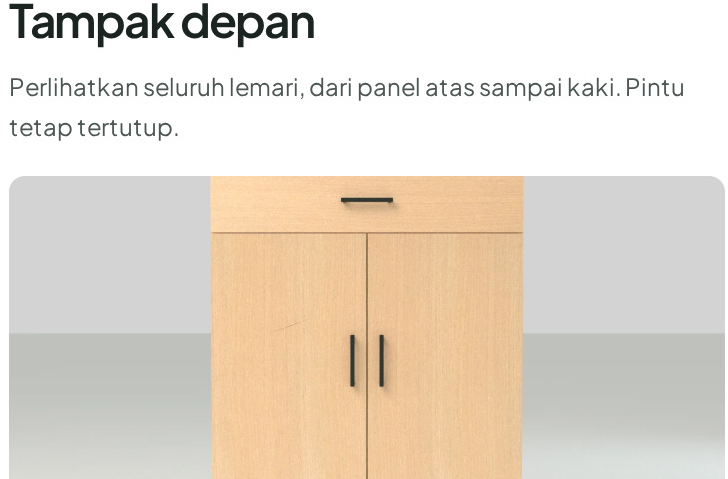 Tampak depan
Perlihatkan seluruh lemari, dari panel atas sampai kaki. Pintu
tetap tertutup.